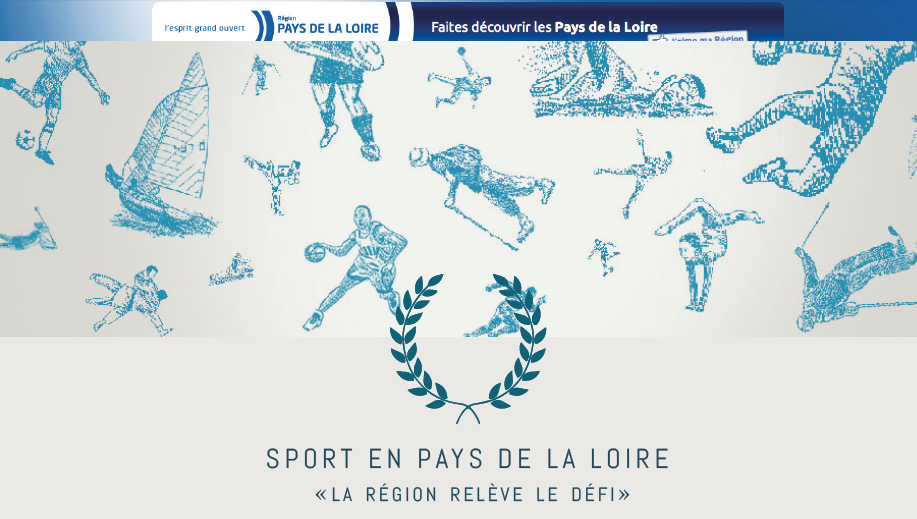 l'esprit grand ouvert
Région
PAYS DE LA LOIRE
Faites découvrir les Pays de la Loire
J'aime ma Région
SPORT EN PAYS DE LA LOIRE
«LA RÉGION RELÈVE LE DÉFI»